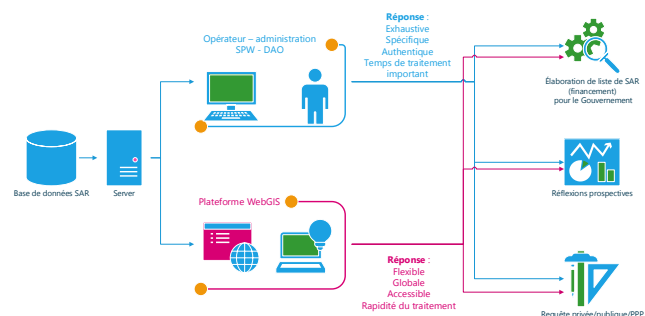 Réponse :
Exhaustive
Spécifique
Authentique
Temps de traitement
important
Opérateur – administration
SPW - DAO
Élaboration de liste de SAR
(financement)
pour le Gouvernement
Base de données SAR
Server
Plateforme WebGIS
Réflexions prospectives
Réponse :
Flexible
Globale
Accessible
Rapidité du traitement
Requête privée/publique/PPP